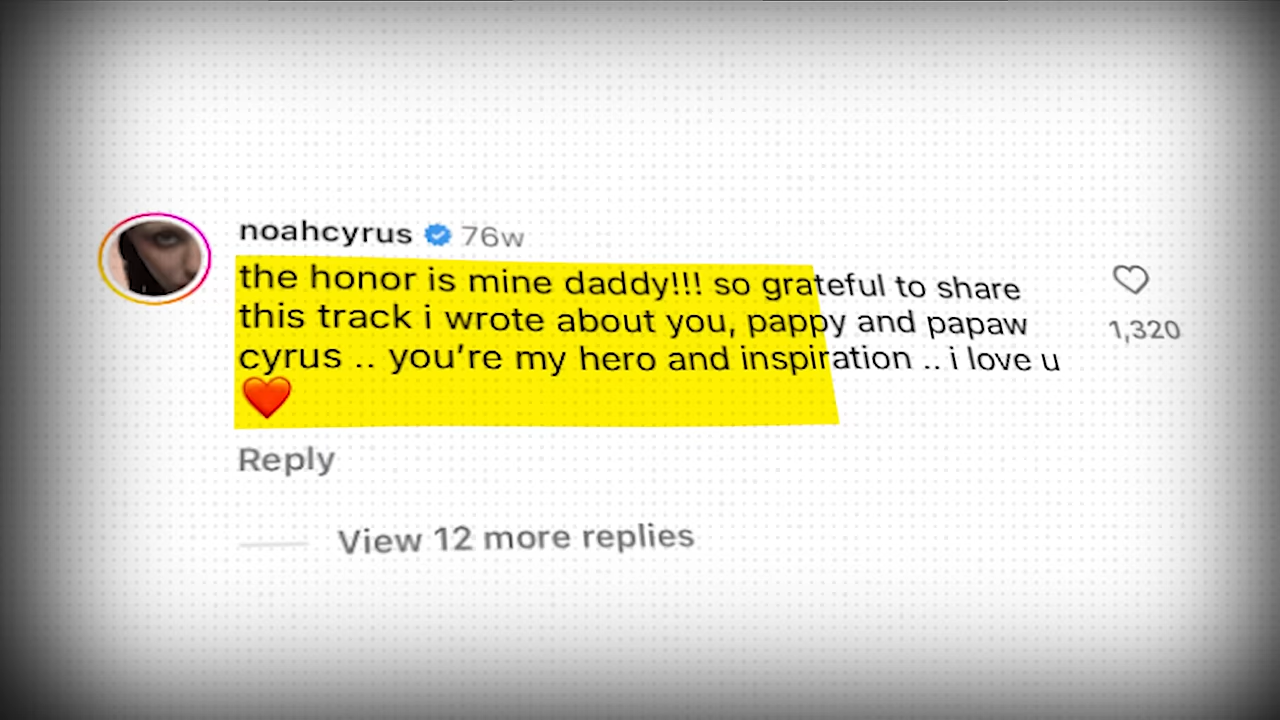 noahcyrus 76w
the honor is mine daddy!!! so grateful to share
this track i wrote about you, pappy and papaw
cyrus .. you’re my hero and inspiration .. i love u
❤️
1,320
Reply
View 12 more replies